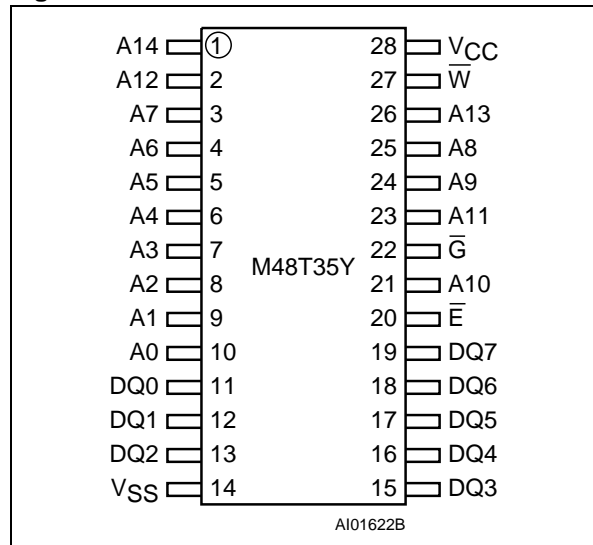 A14 1 28 VCC
A12 2 27 W̅
A7 3 26 A13
A6 4 25 A8
A5 5 24 A9
A4 6 23 A11
A3 7 22 G̅
M48T35Y
A2 8 21 A10
A1 9 20 E̅
A0 10 19 DQ7
DQ0 11 18 DQ6
DQ1 12 17 DQ5
DQ2 13 16 DQ4
VSS 14 15 DQ3
AI01622B